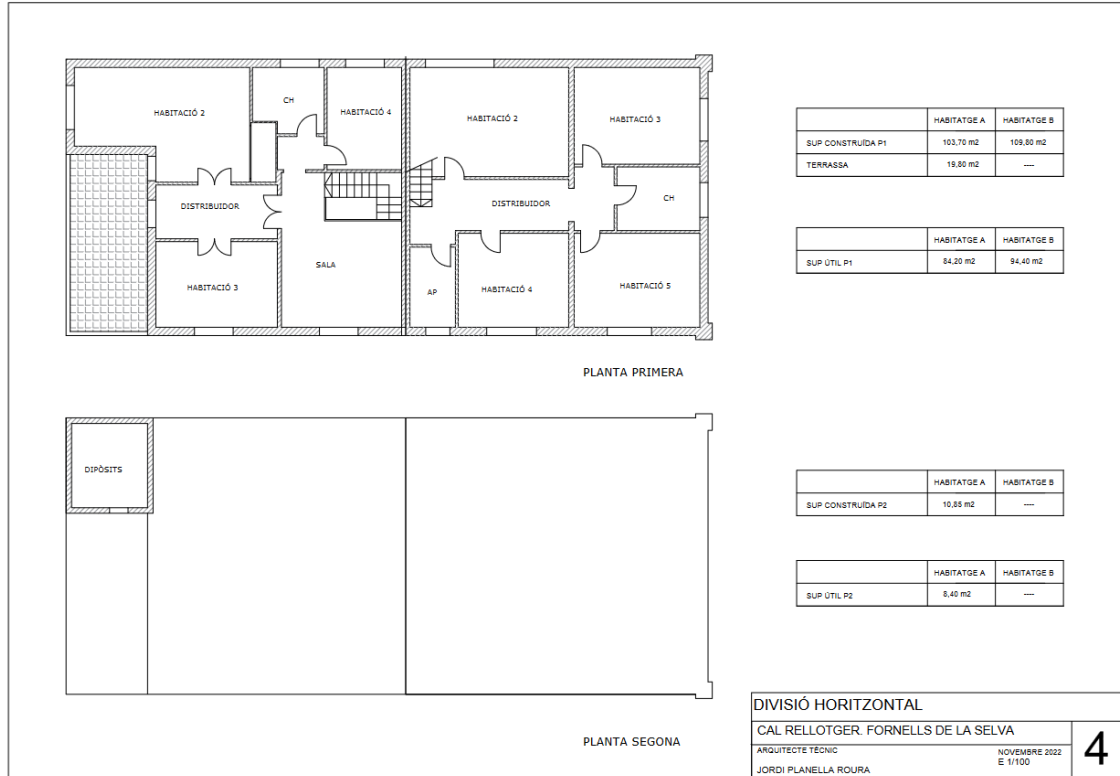 HABITACIÓ 2
CH
HABITACIÓ 4
HABITACIÓ 2
HABITACIÓ 3
DISTRIBUIDOR
DISTRIBUIDOR
CH
SALA
HABITACIÓ 3
AP
HABITACIÓ 4
HABITACIÓ 5
PLANTA PRIMERA
HABITATGE A HABITATGE B
SUP CONSTRUÏDA P1 103,70 m2 109,80 m2
TERRASSA 19,80 m2 ----
HABITATGE A HABITATGE B
SUP ÚTIL P1 84,20 m2 94,40 m2
DIPÒSITS
PLANTA SEGONA
HABITATGE A HABITATGE B
SUP CONSTRUÏDA P2 10,85 m2 ----
HABITATGE A HABITATGE B
SUP ÚTIL P2 8,40 m2 ----
DIVISIÓ HORITZONTAL
CAL RELLOTGER. FORNELLS DE LA SELVA
ARQUITECTE TÈCNIC
NOVEMBRE 2022
E 1/100
JORDI PLANELLA ROURA
4